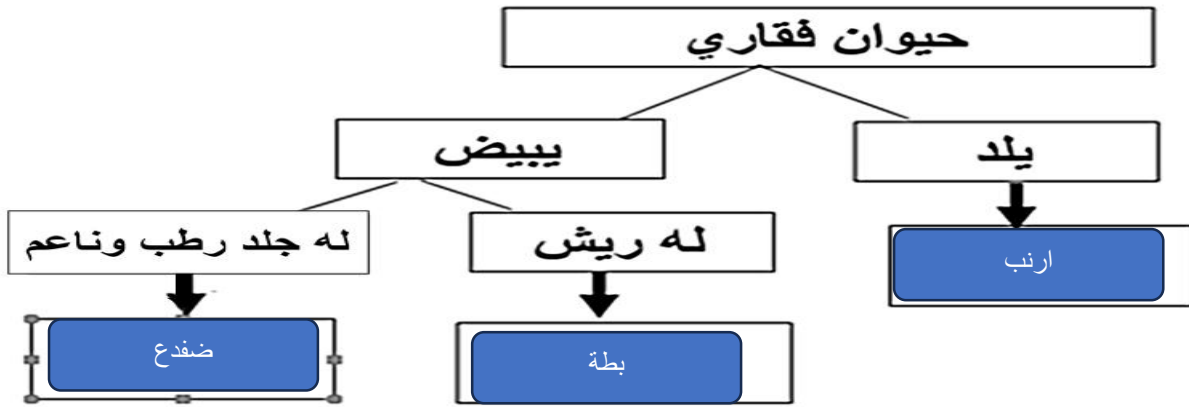 حيوان فقاري
يلد
يبيض
له ريش
له جلد رطب وناعم
ارنب
بطة
ضفدع